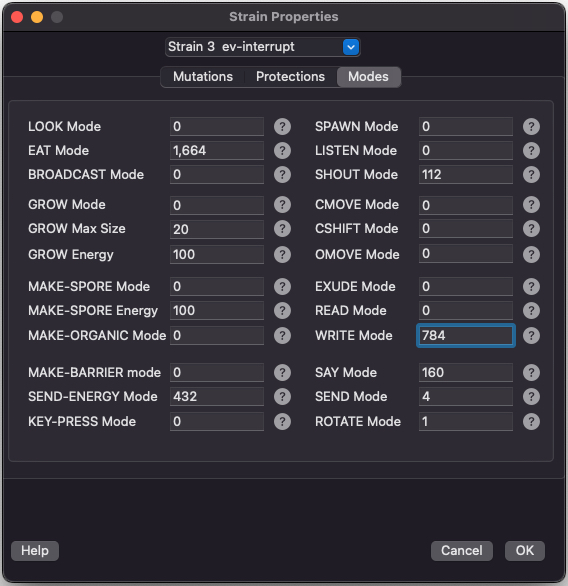 Strain Properties
Strain 3 ev-interrupt
Mutations Protections Modes
LOOK Mode 0 ? SPAWN Mode 0 ?
EAT Mode 1,664 ? LISTEN Mode 0 ?
BROADCAST Mode 0 ? SHOUT Mode 112 ?
GROW Mode 0 ? CMOVE Mode 0 ?
GROW Max Size 20 ? CSHIFT Mode 0 ?
GROW Energy 100 ? OMOVE Mode 0 ?
MAKE-SPORE Mode 0 ? EXUDE Mode 0 ?
MAKE-SPORE Energy 100 ? READ Mode 0 ?
MAKE-ORGANIC Mode 0 ? WRITE Mode 784 ?
MAKE-BARRIER mode 0 ? SAY Mode 160 ?
SEND-ENERGY Mode 432 ? SEND Mode 4 ?
KEY-PRESS Mode 0 ? ROTATE Mode 1 ?
Help Cancel OK